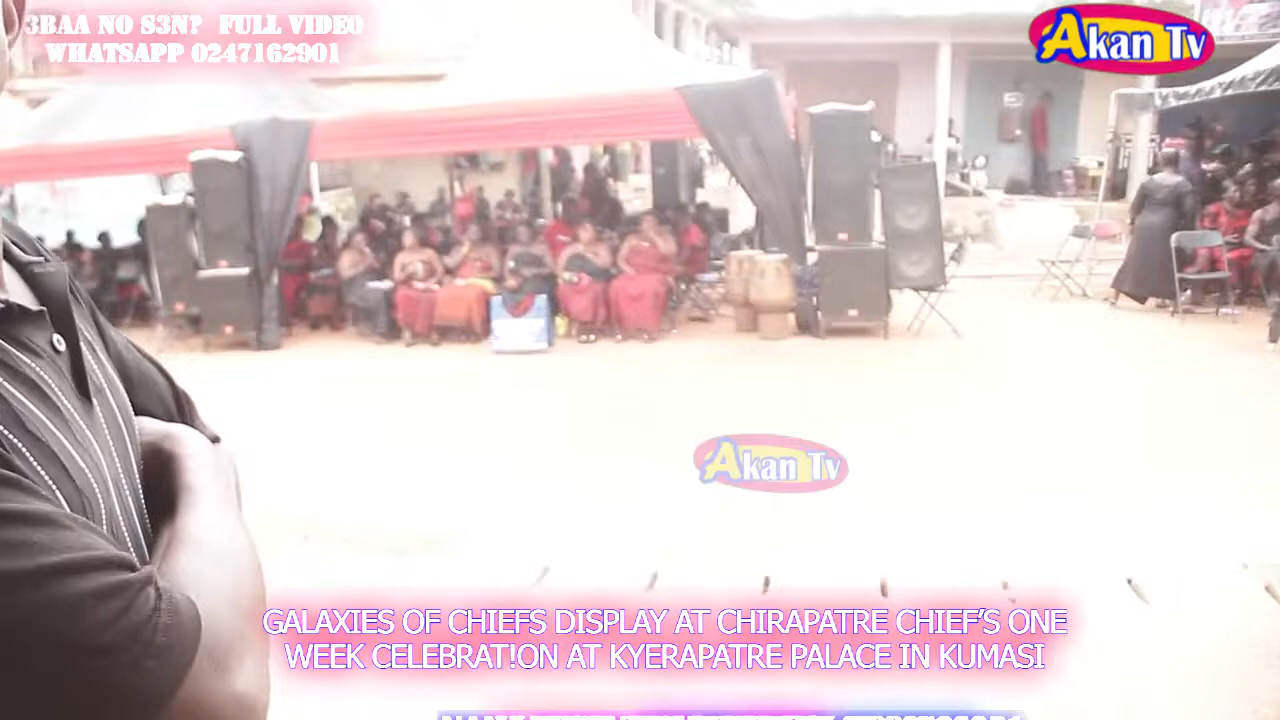 3BAA NO S3N? FULL VIDEO
WHATSAPP 0247162901
Akan Tv
Akan Tv
GALAXIES OF CHIEFS DISPLAY AT CHIRAPATRE CHIEF'S ONE
WEEK CELEBRAT!ON AT KYERAPATRE PALACE IN KUMASI